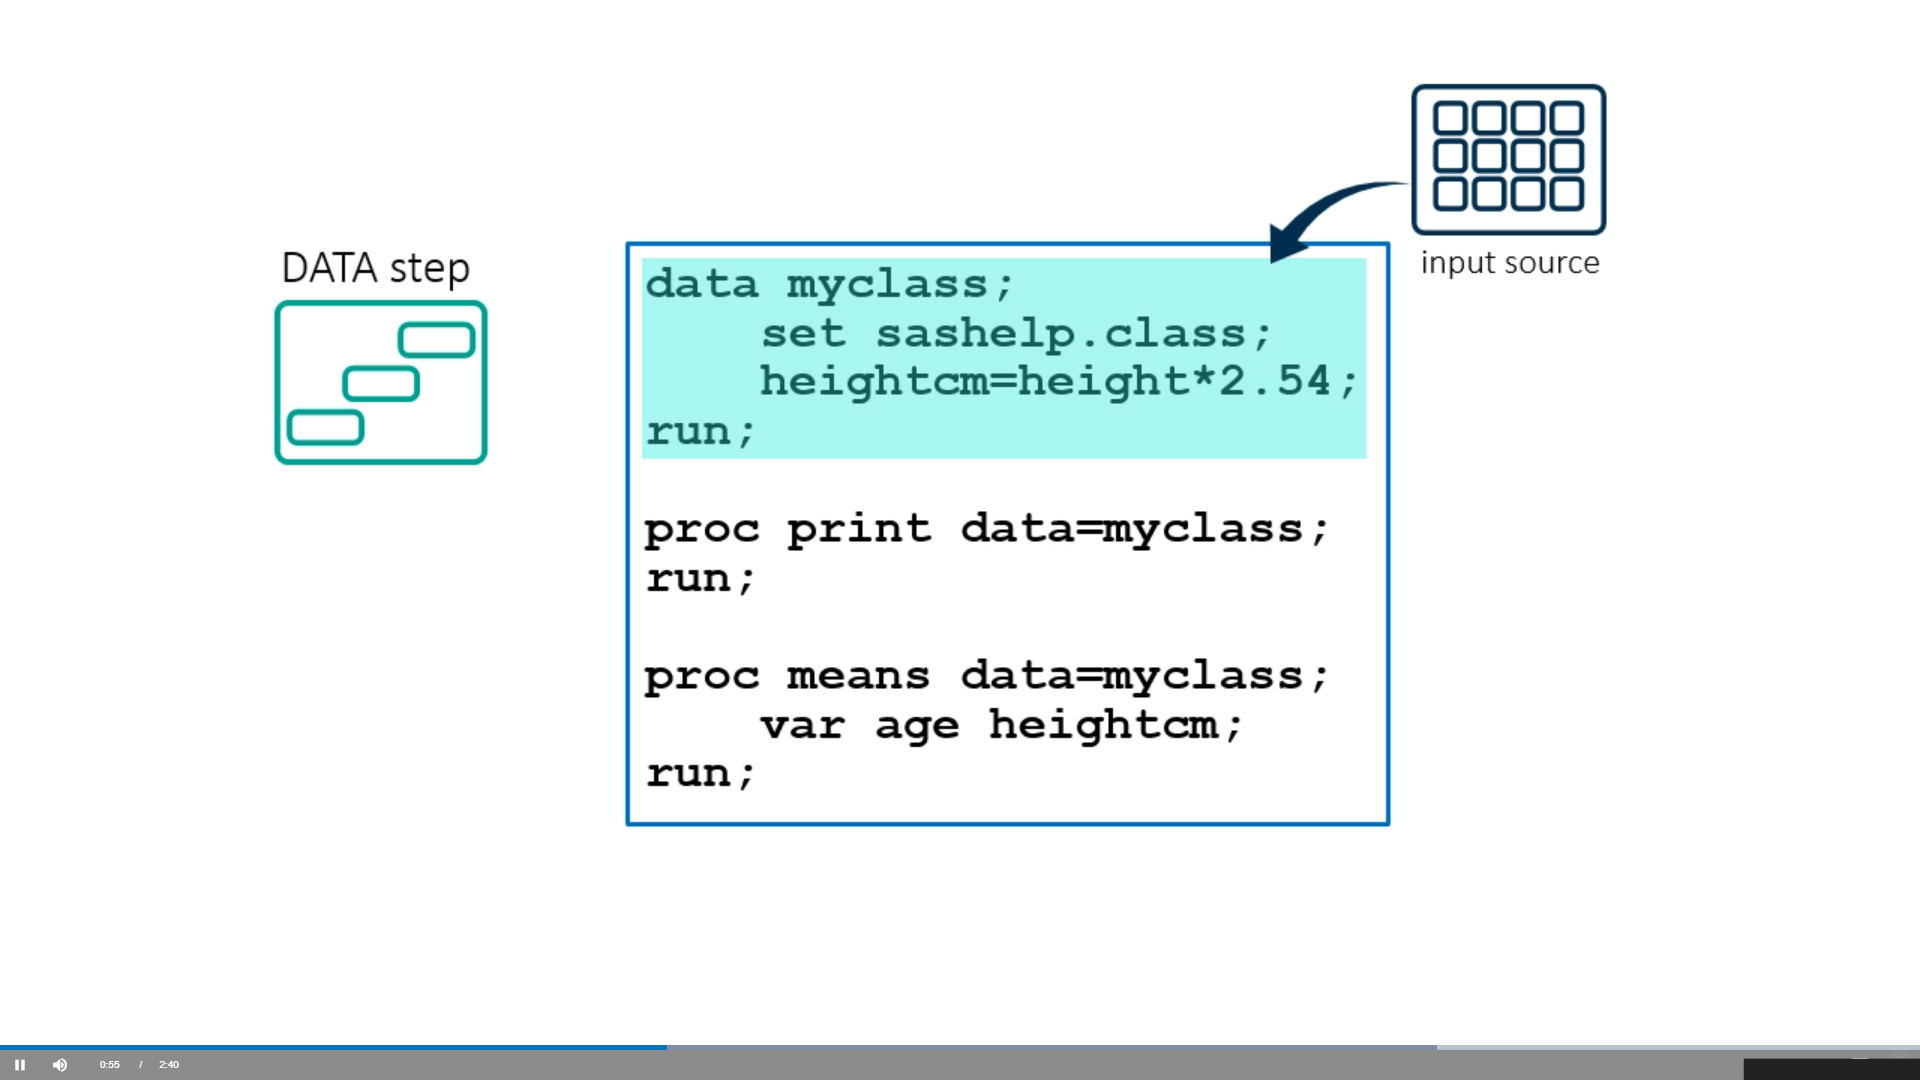 DATA step
input source
data myclass;
    set sashelp.class;
    heightcm=height*2.54;
run;
proc print data=myclass;
run;
proc means data=myclass;
    var age heightcm;
run;
0:55 / 2:40